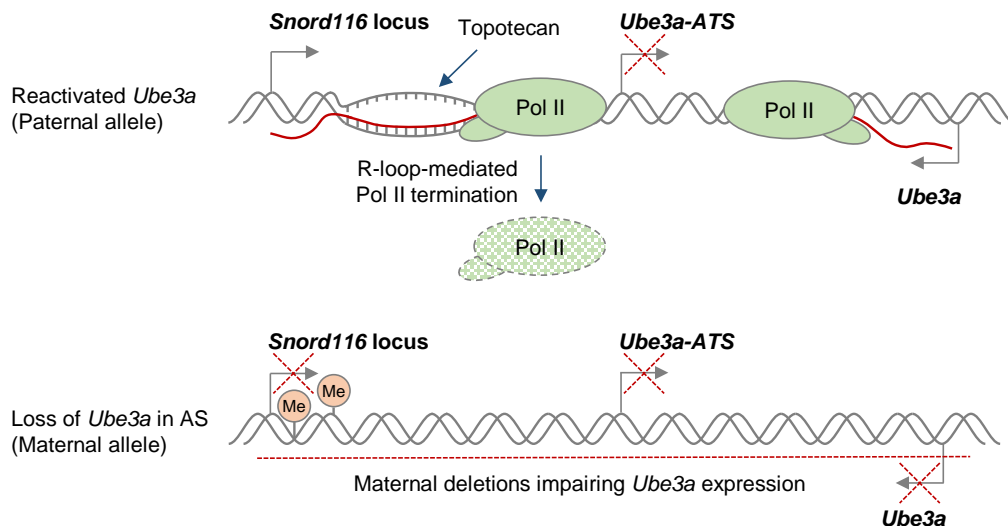 Snord116 locus
Ube3a-ATS
Topotecan
Reactivated Ube3a
(Paternal allele)
Pol II
Pol II
R-loop-mediated
Pol II termination
Ube3a
Pol II
Snord116 locus
Ube3a-ATS
Me
Me
Loss of Ube3a in AS
(Maternal allele)
Maternal deletions impairing Ube3a expression
Ube3a